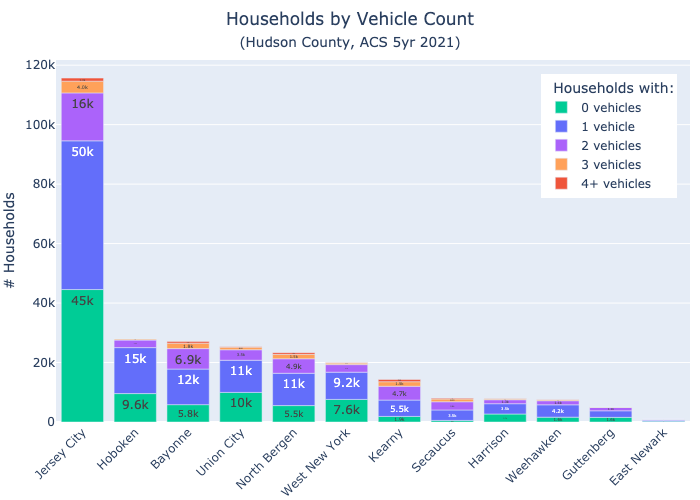 Households by Vehicle Count
(Hudson County, ACS 5yr 2021)
Households with:
0 vehicles
1 vehicle
2 vehicles
3 vehicles
4+ vehicles
# Households
120k
100k
80k
60k
40k
20k
0
4.0k
16k
50k
45k
15k
9.6k
1.8k
6.9k
12k
5.8k
11k
10k
4.9k
11k
5.5k
9.2k
7.6k
4.7k
5.5k
4.2k
Jersey City
Hoboken
Bayonne
Union City
North Bergen
West New York
Kearny
Secaucus
Harrison
Weehawken
Guttenberg
East Newark